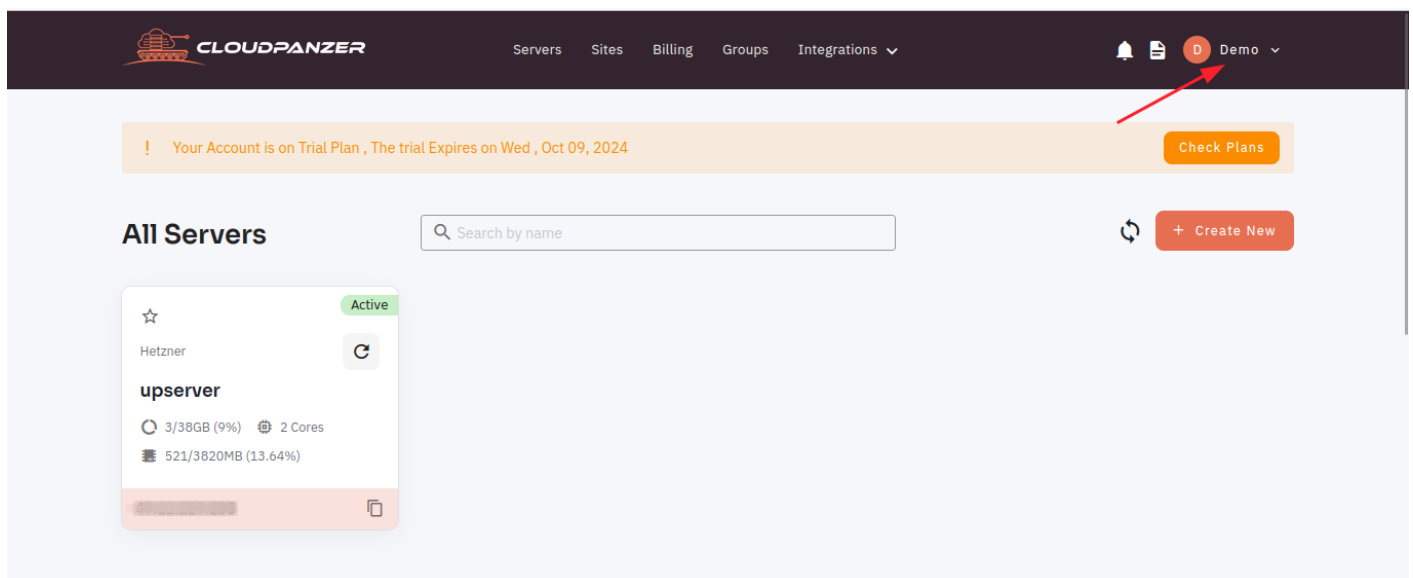 CLOUDPANZER
Servers Sites Billing Groups Integrations
D Demo
! Your Account is on Trial Plan , The trial Expires on Wed , Oct 09, 2024
Check Plans
All Servers
Search by name
+ Create New
Active
Hetzner
upserver
3/38GB (9%) 2 Cores
521/3820MB (13.64%)